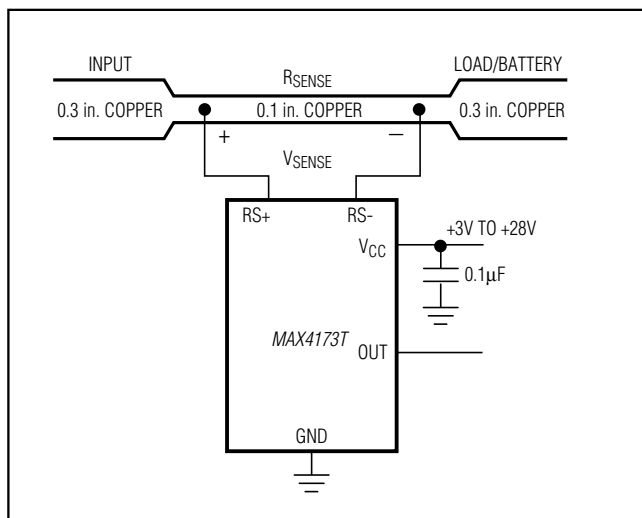 INPUT
LOAD/BATTERY
RSENSE
0.3 in. COPPER
0.1 in. COPPER
0.3 in. COPPER
+
−
VSENSE
RS+
RS-
+3V TO +28V
VCC
0.1µF
MAX4173T
OUT
GND